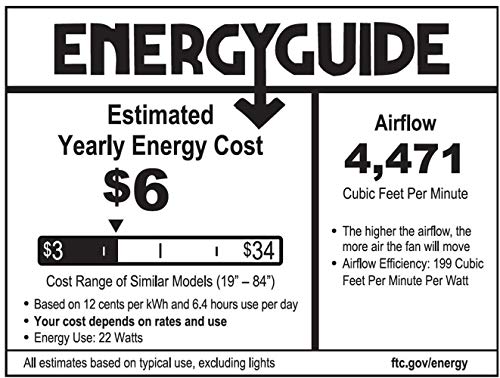 ENERGYGUIDE
Estimated
Yearly Energy Cost
$6
$3
$34
Cost Range of Similar Models (19" – 84")
• Based on 12 cents per kWh and 6.4 hours use per day
• Your cost depends on rates and use
• Energy Use: 22 Watts
Airflow
4,471
Cubic Feet Per Minute
• The higher the airflow, the
more air the fan will move
• Airflow Efficiency: 199 Cubic
Feet Per Minute Per Watt
All estimates based on typical use, excluding lights
ftc.gov/energy